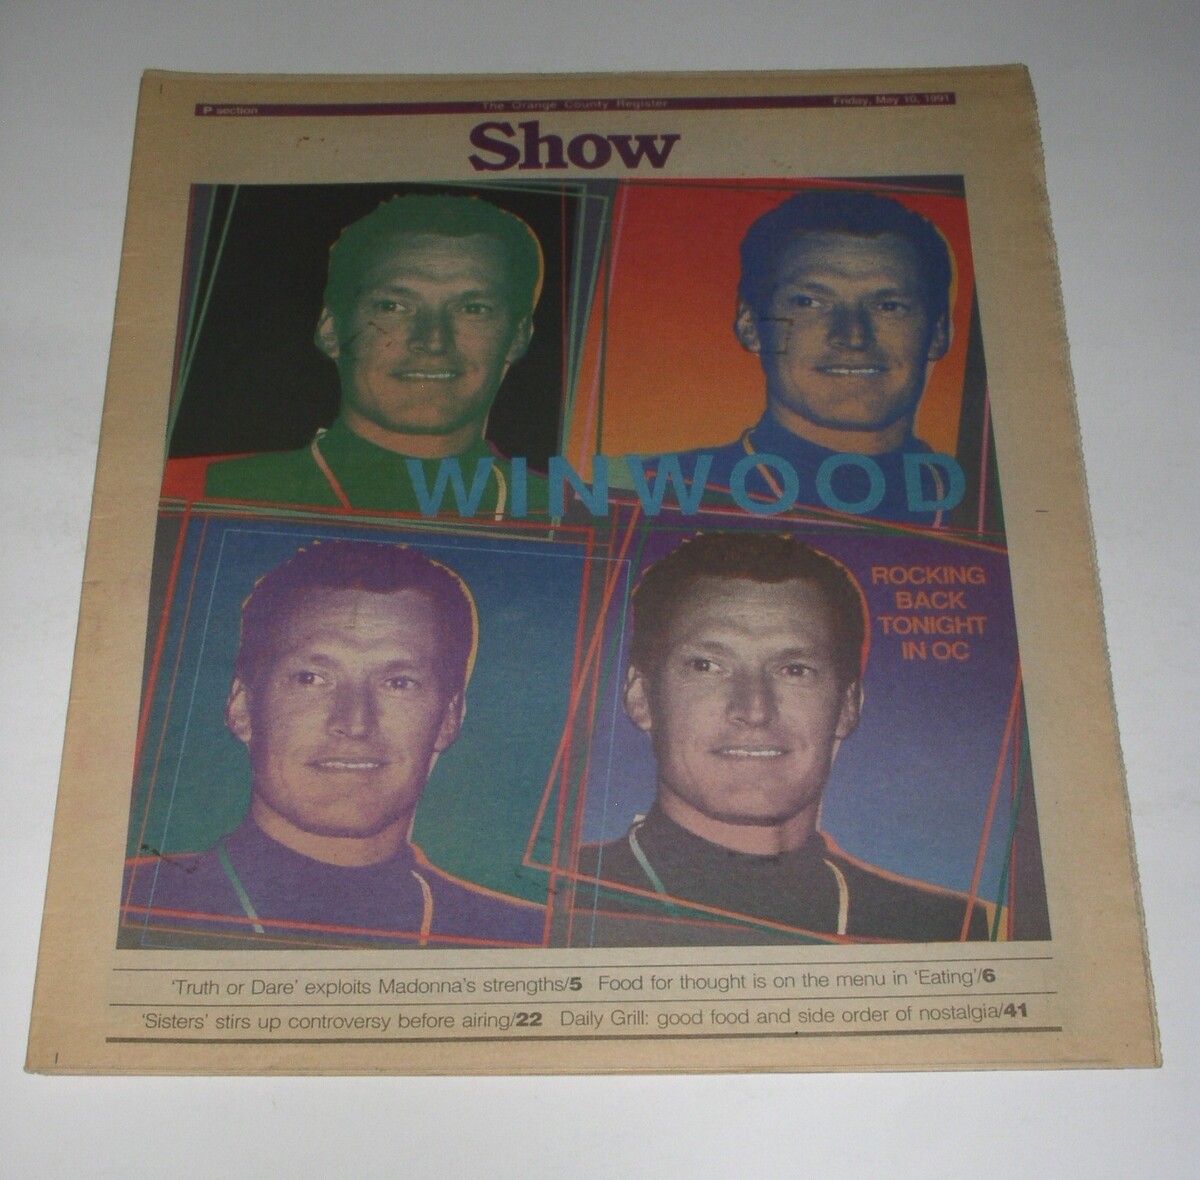 P section The Orange County Register Friday, May 10, 1991
Show
WINWOOD
ROCKING
BACK
TONIGHT
IN OC
'Truth or Dare' exploits Madonna's strengths/5 Food for thought is on the menu in 'Eating'/6
'Sisters' stirs up controversy before airing/22 Daily Grill: good food and side order of nostalgia/41